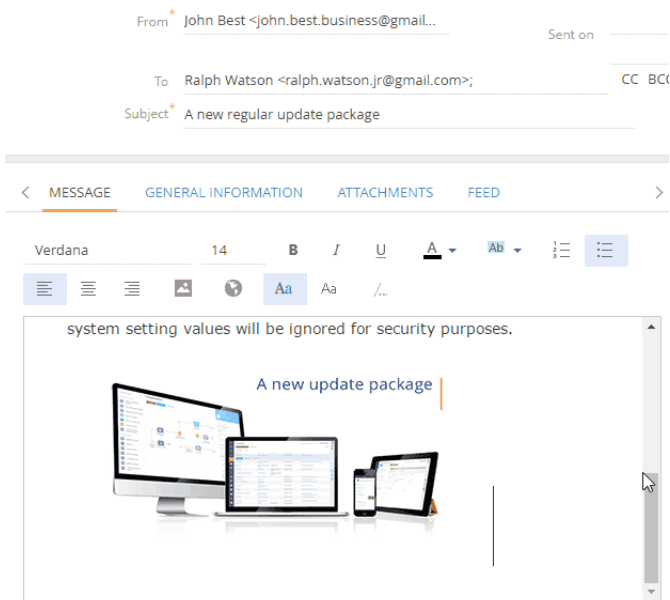 From* John Best <john.best.business@gmail...
Sent on
To Ralph Watson <ralph.watson.jr@gmail.com>; CC BCC
Subject* A new regular update package
MESSAGE GENERAL INFORMATION ATTACHMENTS FEED
Verdana 14 B I U A Ab
Aa Aa /...
system setting values will be ignored for security purposes.
A new update package